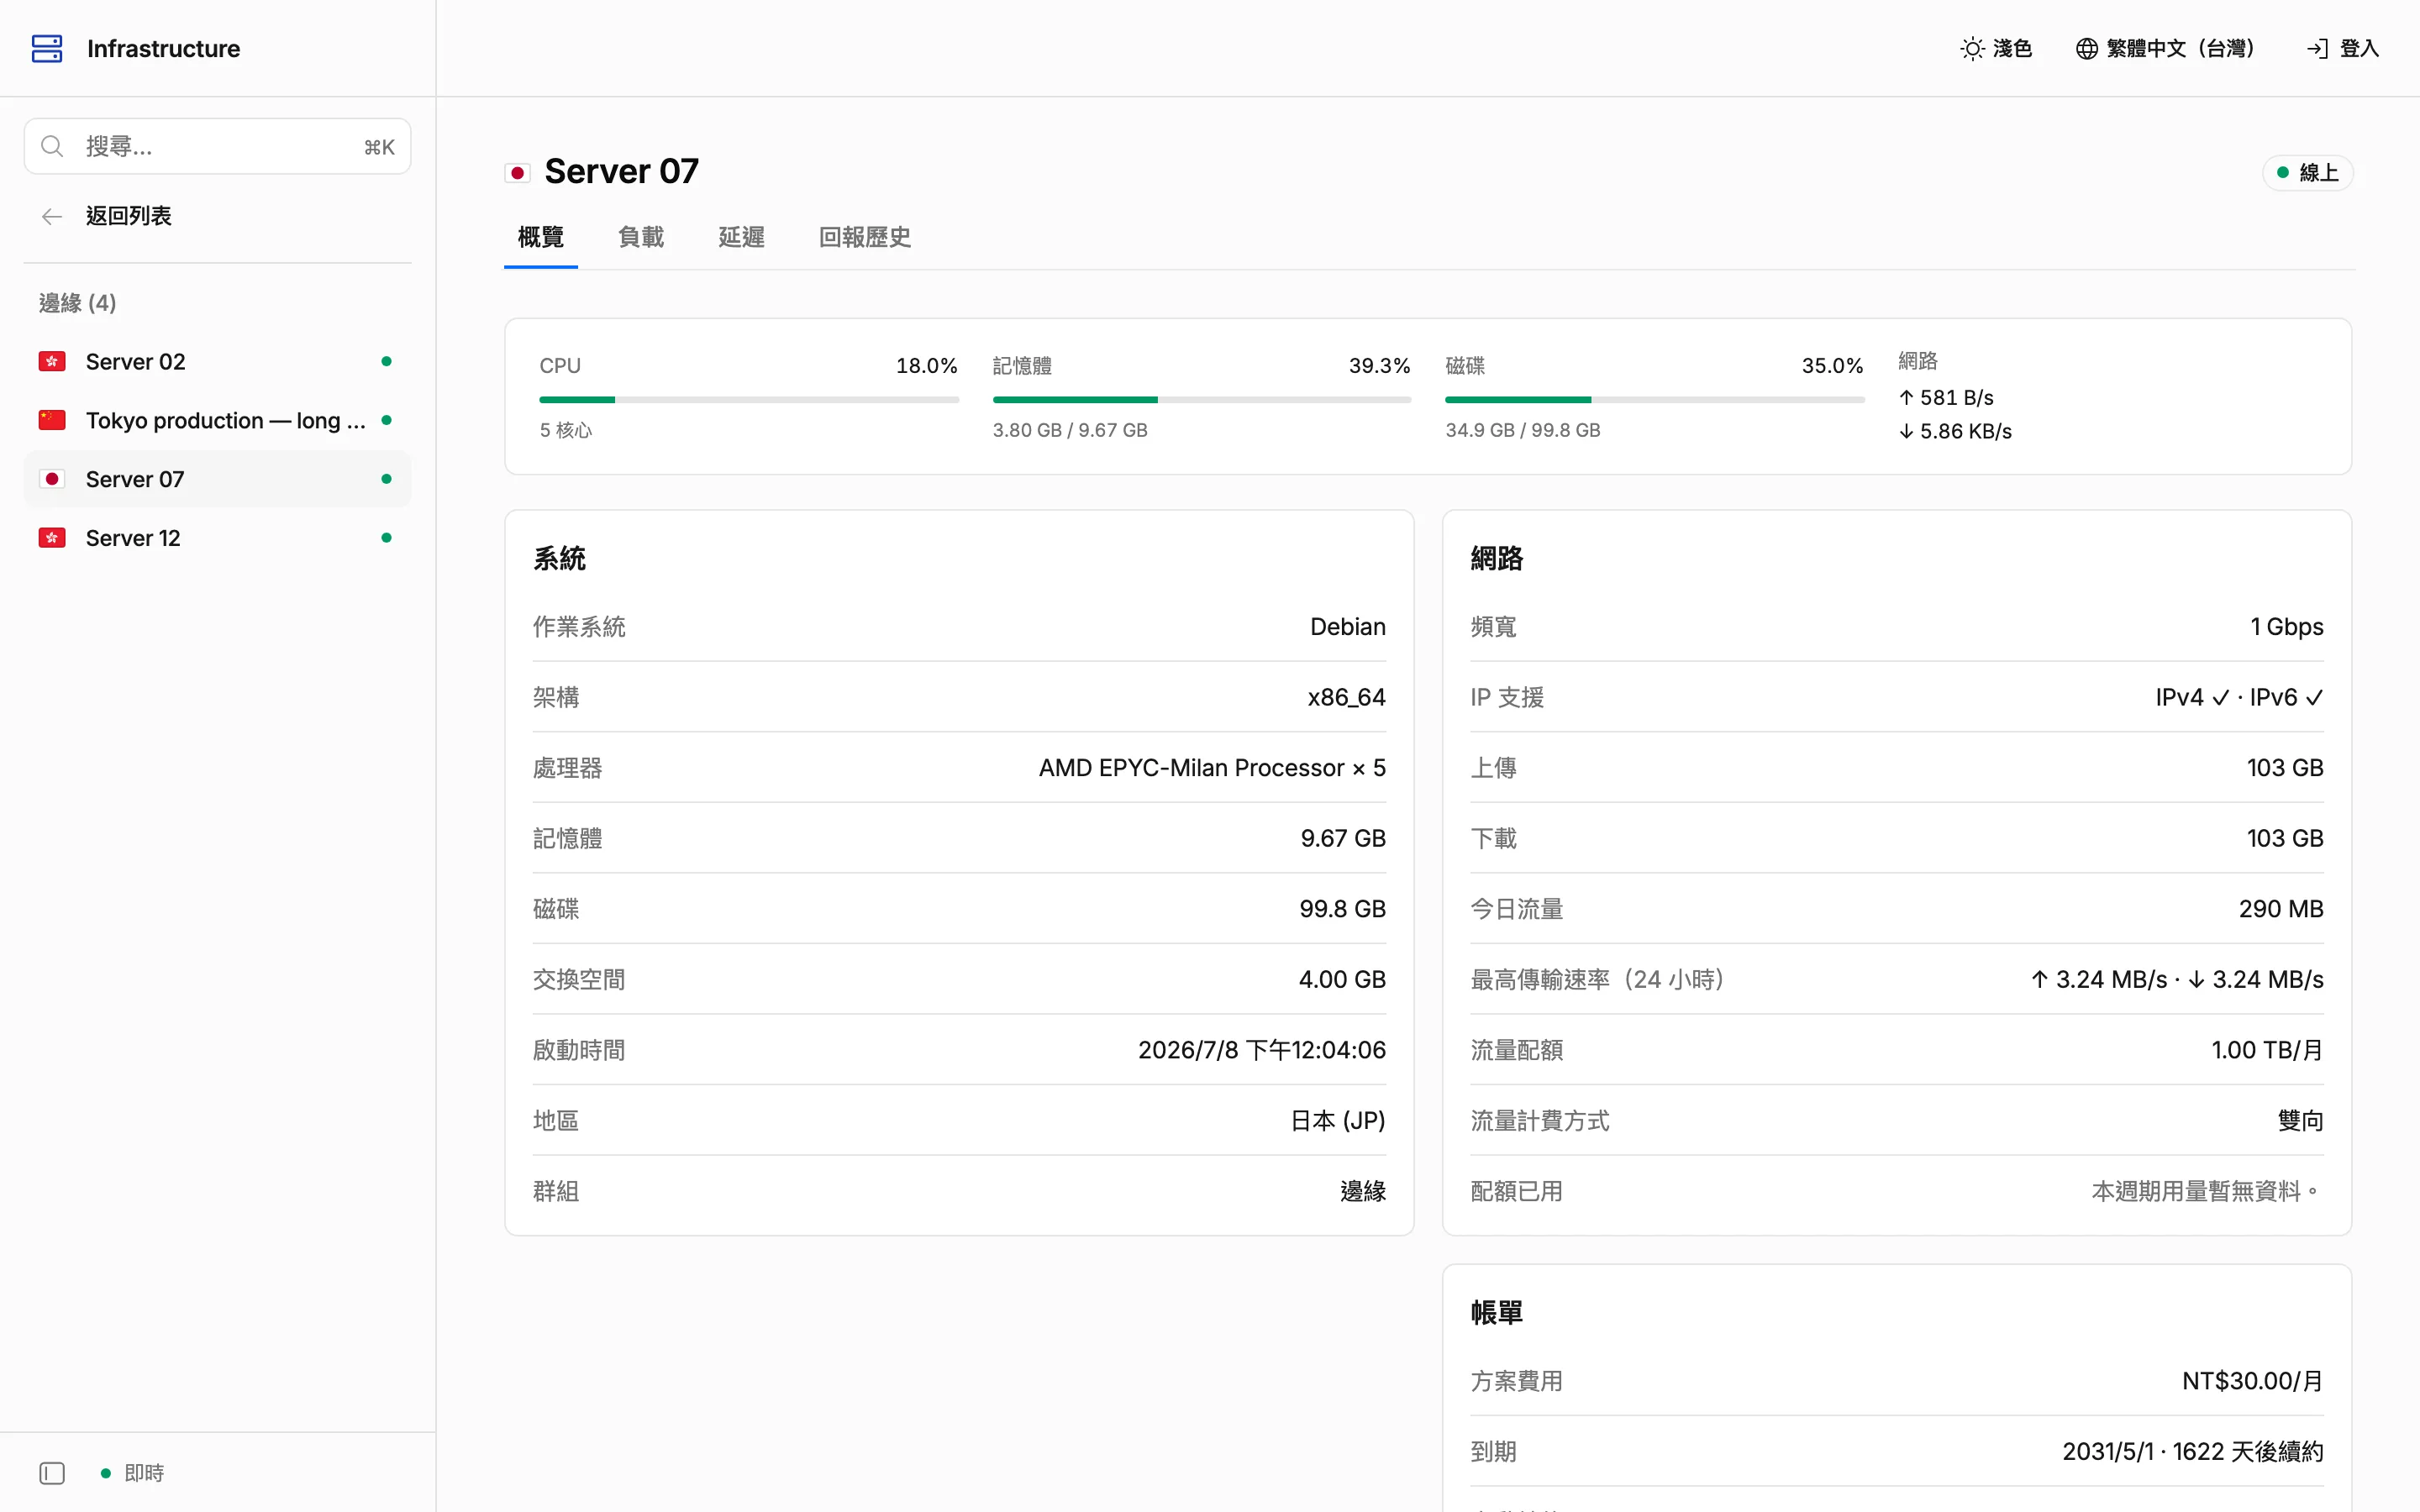 Infrastructure
淺色
繁體中文（台灣）
登入
搜尋...
⌘K
返回列表
邊緣 (4)
Server 02
Tokyo production — long ...
Server 07
Server 12
即時
Server 07
線上
概覽
負載
延遲
回報歷史
CPU
18.0%
5 核心
記憶體
39.3%
3.80 GB / 9.67 GB
磁碟
35.0%
34.9 GB / 99.8 GB
網路
↑ 581 B/s
↓ 5.86 KB/s
系統
作業系統 Debian
架構 x86_64
處理器 AMD EPYC-Milan Processor × 5
記憶體 9.67 GB
磁碟 99.8 GB
交換空間 4.00 GB
啟動時間 2026/7/8 下午12:04:06
地區 日本 (JP)
群組 邊緣
網路
頻寬 1 Gbps
IP 支援 IPv4 ✓ · IPv6 ✓
上傳 103 GB
下載 103 GB
今日流量 290 MB
最高傳輸速率（24 小時） ↑ 3.24 MB/s · ↓ 3.24 MB/s
流量配額 1.00 TB/月
流量計費方式 雙向
配額已用 本週期用量暫無資料。
帳單
方案費用 NT$30.00/月
到期 2031/5/1 · 1622 天後續約